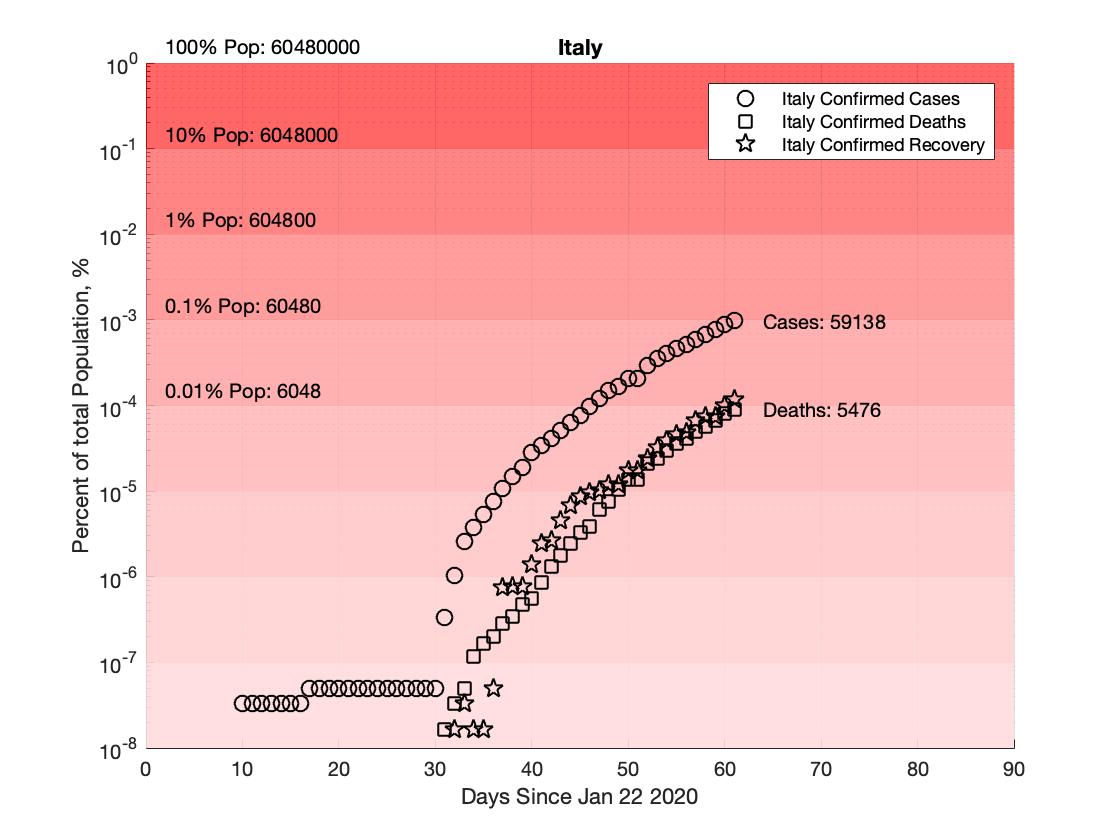 100% Pop: 60480000
Italy
10^0
Italy Confirmed Cases
Italy Confirmed Deaths
10% Pop: 6048000
Italy Confirmed Recovery
10^-1
1% Pop: 604800
10^-2
0.1% Pop: 60480
10^-3
Cases: 59138
0.01% Pop: 6048
10^-4
Deaths: 5476
10^-5
10^-6
10^-7
10^-8
Percent of total Population, %
0 10 20 30 40 50 60 70 80 90
Days Since Jan 22 2020